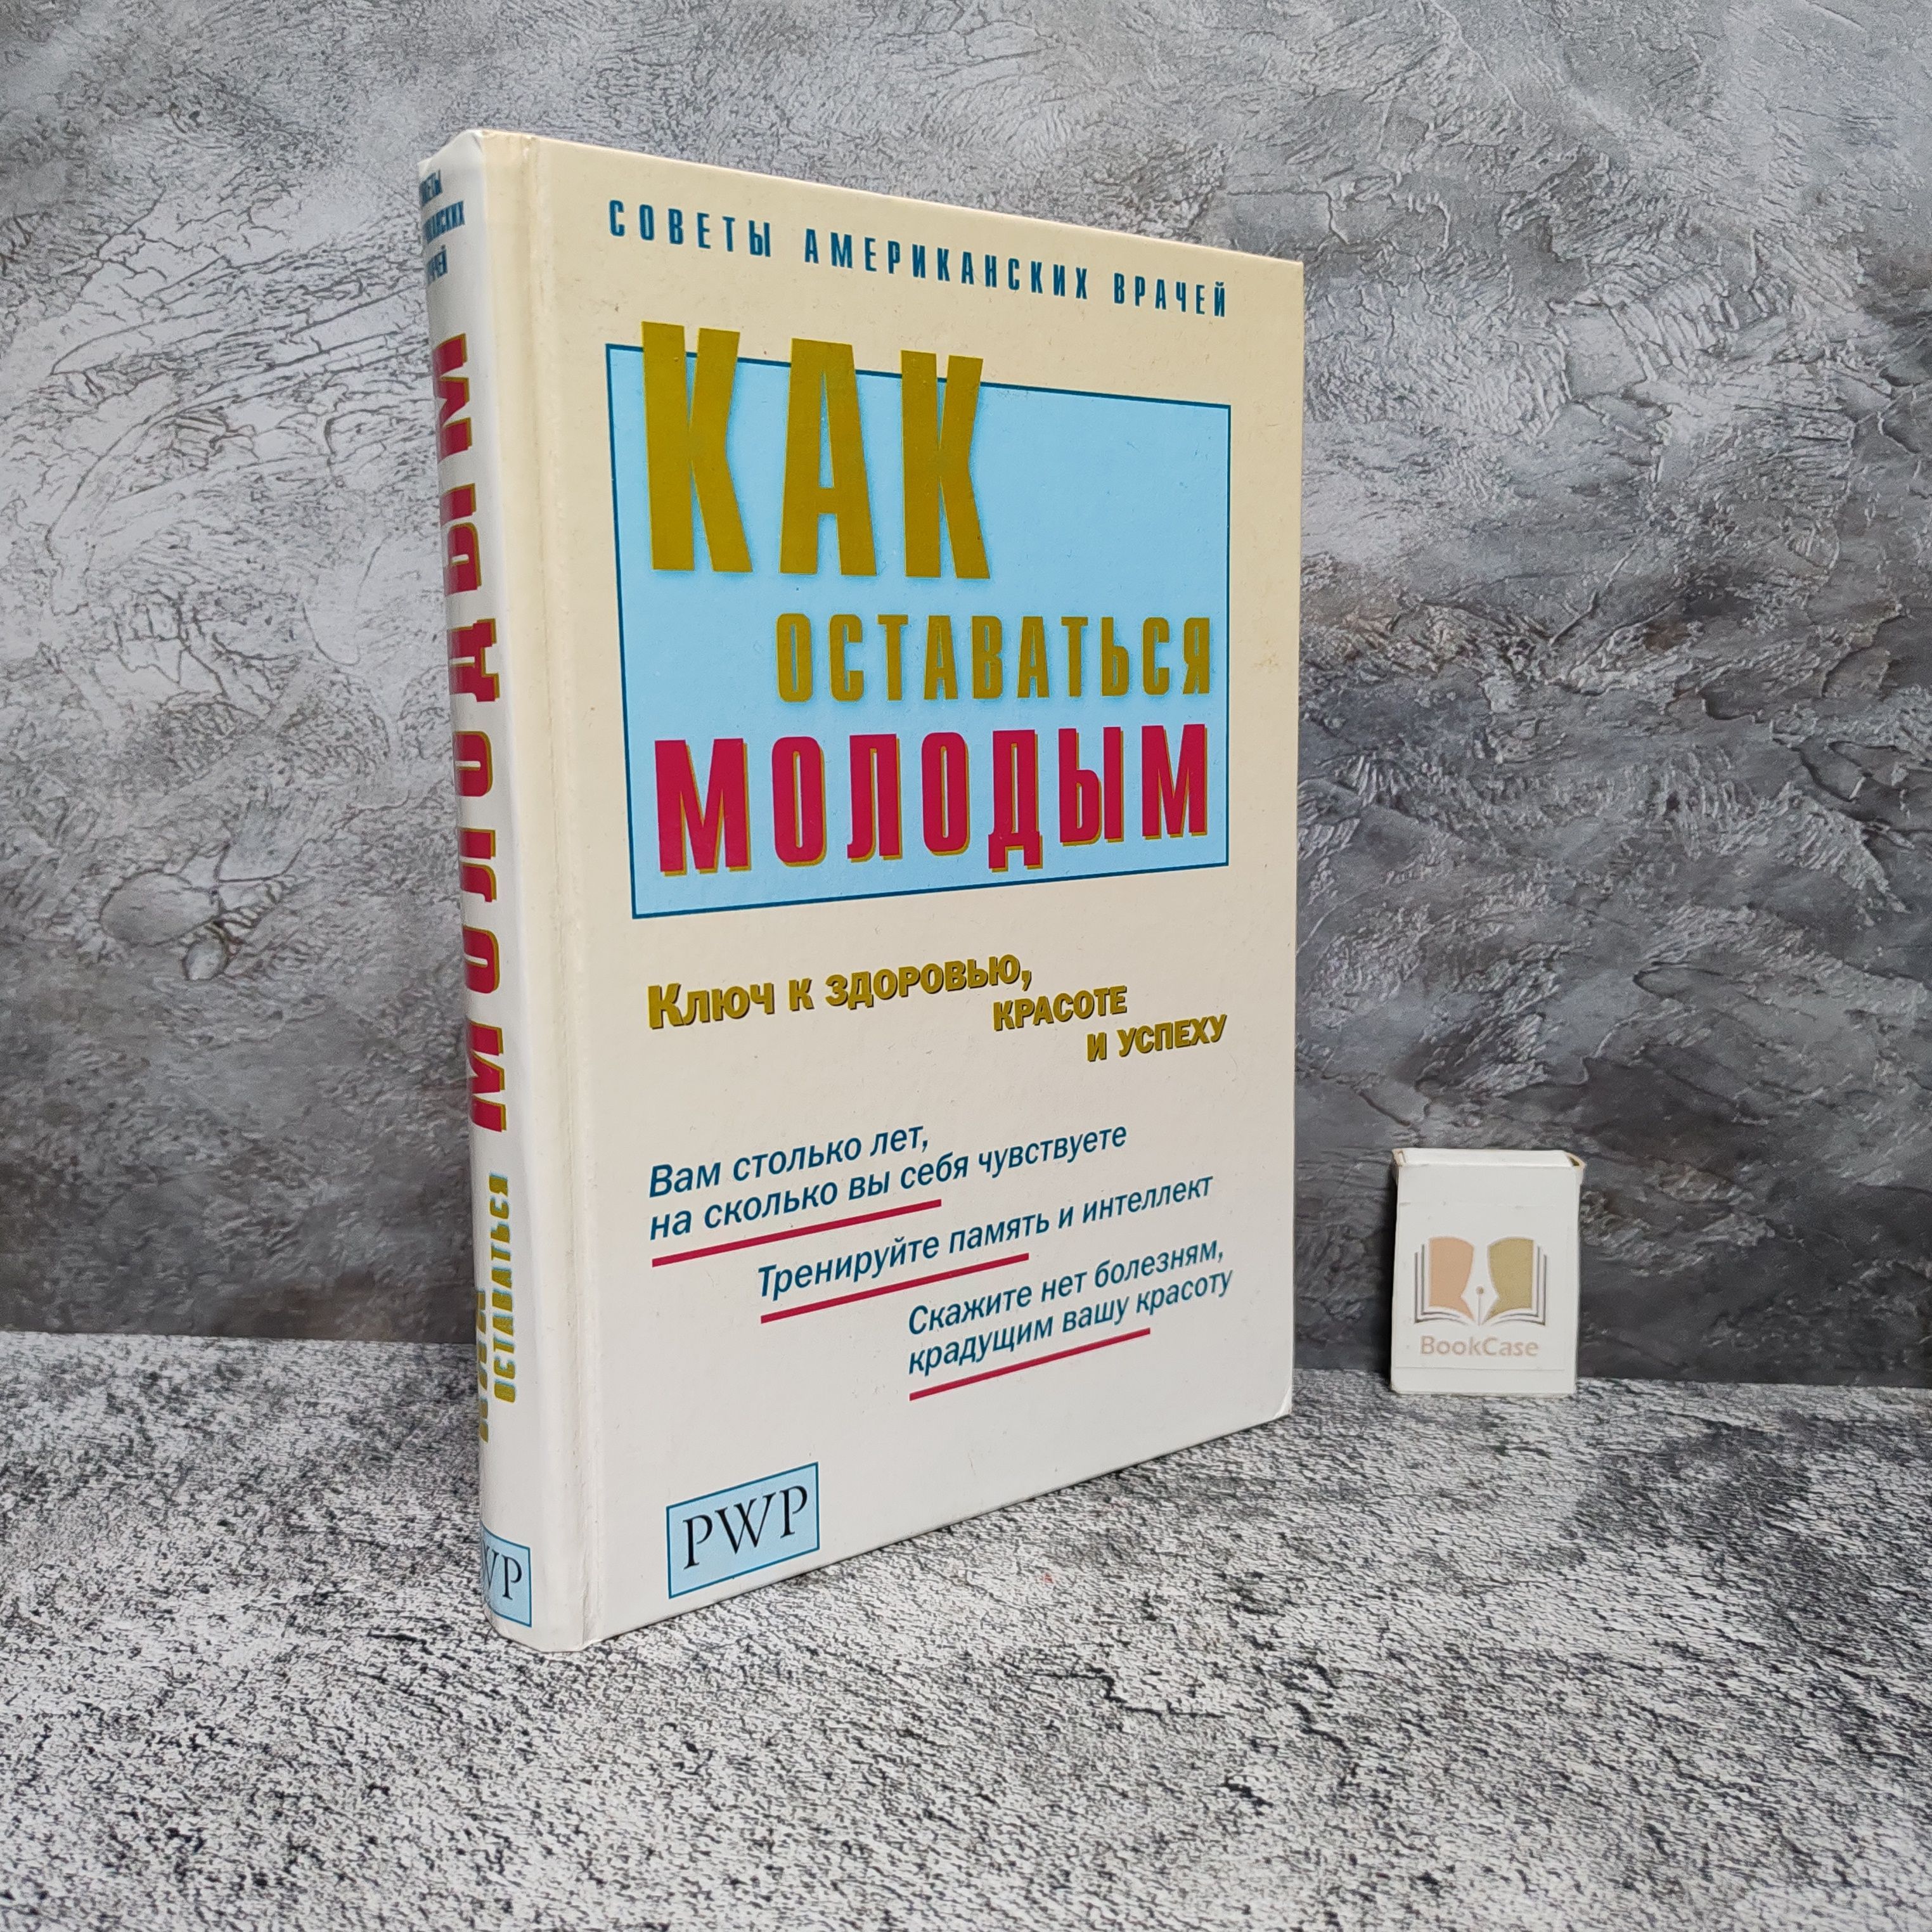 СОВЕТЫ АМЕРИКАНСКИХ ВРАЧЕЙ
КАК
ОСТАВАТЬСЯ
МОЛОДЫМ
Ключ к здоровью,
красоте
и успеху
Вам столько лет,
на сколько вы себя чувствуете
Тренируйте память и интеллект
Скажите нет болезням,
крадущим вашу красоту
PWP
ОСТАВАТЬСЯ
МОЛОДЫМ
BookCase